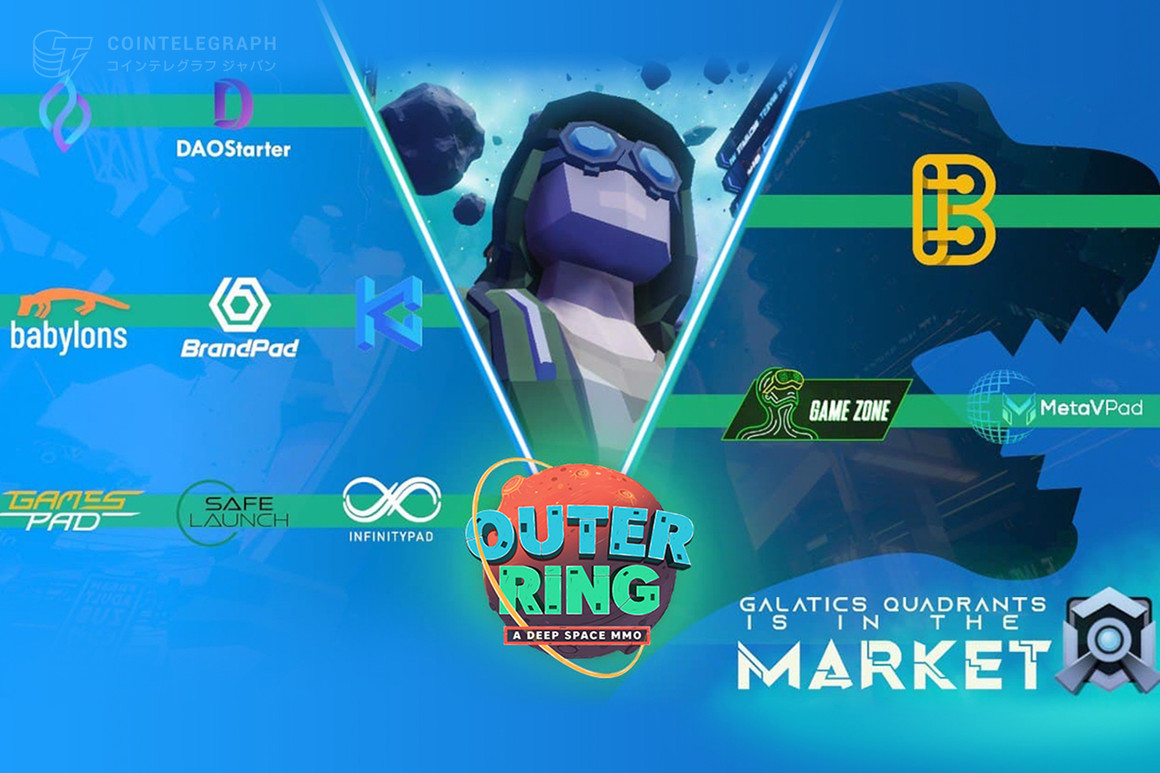 COINTELEGRAPH
コインテレグラフ ジャパン
DAOStarter
babylons
BrandPad
GAMES
PAD
SAFE
LAUNCH
INFINITYPAD
GAME ZONE
MetaVPad
OUTER
RING
A DEEP SPACE MMO
GALATICS QUADRANTS
IS IN THE
MARKET